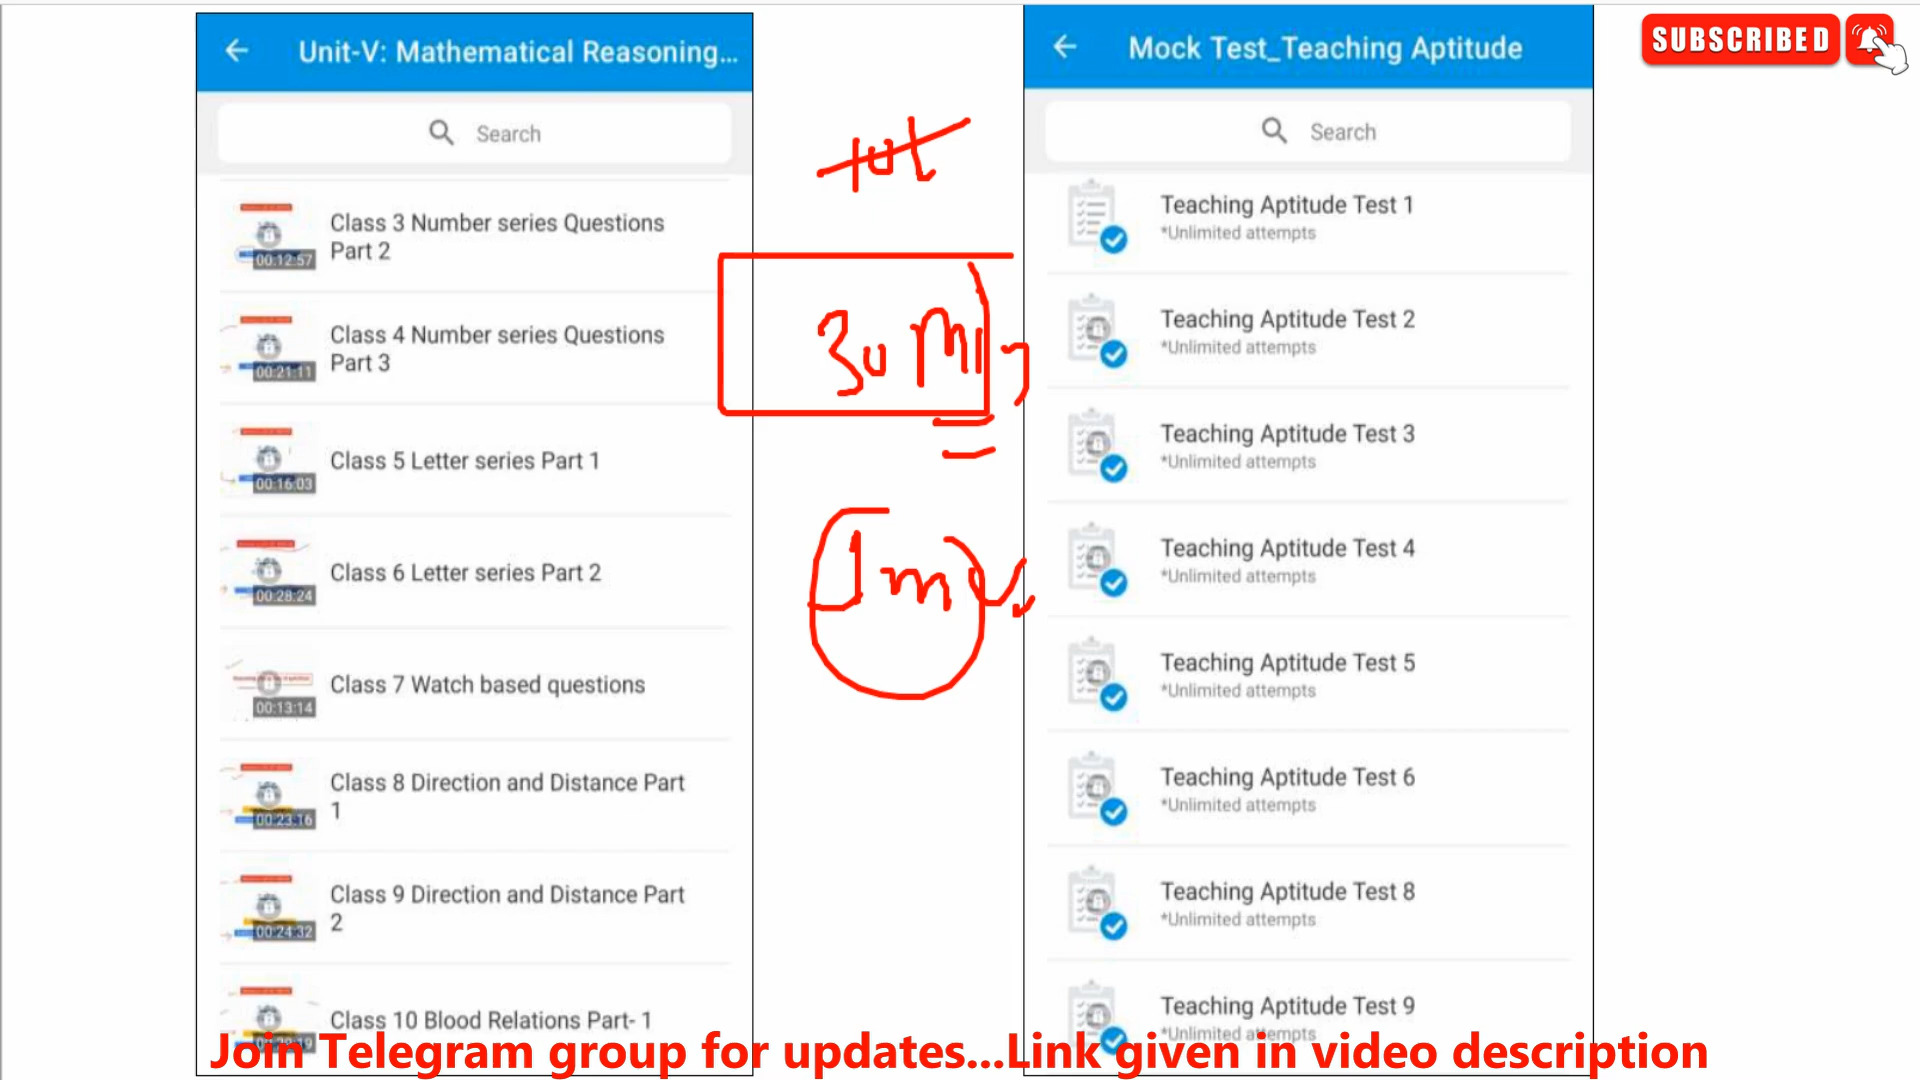 Unit-V: Mathematical Reasoning...
Search
Class 3 Number series Questions
Part 2
00:12:57
Class 4 Number series Questions
Part 3
00:21:11
Class 5 Letter series Part 1
00:16:03
Class 6 Letter series Part 2
00:28:24
Class 7 Watch based questions
00:13:14
Class 8 Direction and Distance Part
1
00:23:16
Class 9 Direction and Distance Part
2
00:24:32
Class 10 Blood Relations Part- 1
30 Min
Mock Test_Teaching Aptitude
Search
Teaching Aptitude Test 1
*Unlimited attempts
Teaching Aptitude Test 2
*Unlimited attempts
Teaching Aptitude Test 3
*Unlimited attempts
Teaching Aptitude Test 4
*Unlimited attempts
Teaching Aptitude Test 5
*Unlimited attempts
Teaching Aptitude Test 6
*Unlimited attempts
Teaching Aptitude Test 8
*Unlimited attempts
Teaching Aptitude Test 9
*Unlimited attempts
SUBSCRIBED
Join Telegram group for updates...Link given in video description